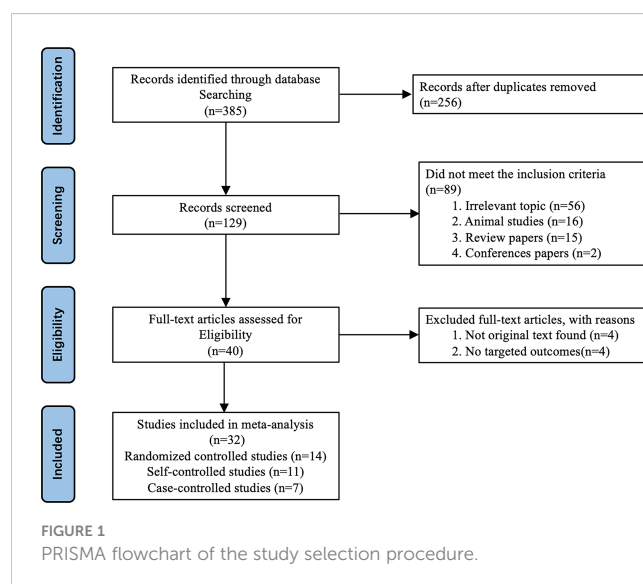 Identification
Records identified through database
Searching
(n=385)
Records after duplicates removed
(n=256)
Screening
Records screened
(n=129)
Did not meet the inclusion criteria
(n=89)
1. Irrelevant topic (n=56)
2. Animal studies (n=16)
3. Review papers (n=15)
4. Conferences papers (n=2)
Eligibility
Full-text articles assessed for
Eligibility
(n=40)
Excluded full-text articles, with reasons
1. Not original text found (n=4)
2. No targeted outcomes(n=4)
Included
Studies included in meta-analysis
(n=32)
Randomized controlled studies (n=14)
Self-controlled studies (n=11)
Case-controlled studies (n=7)
FIGURE 1
PRISMA flowchart of the study selection procedure.